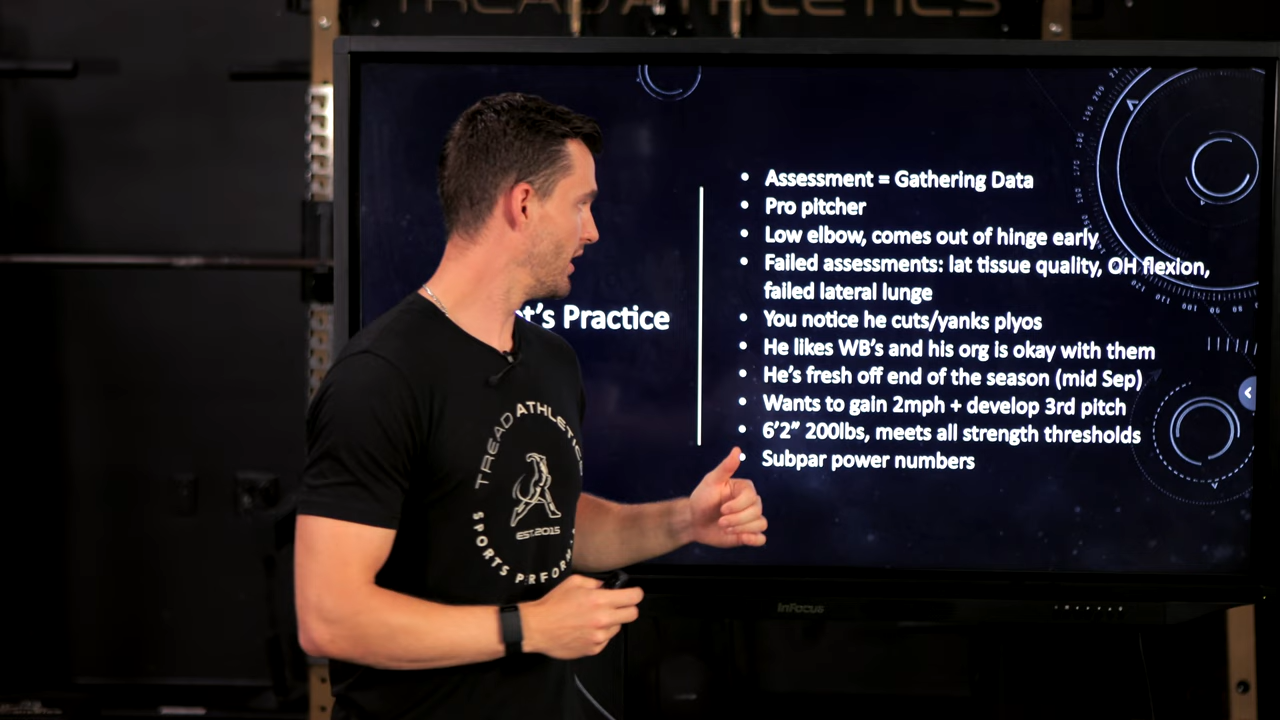 TREAD ATHLETICS
Assessment = Gathering Data
Pro pitcher
Low elbow, comes out of hinge early
Failed assessments: lat tissue quality, OH flexion,
failed lateral lunge
You notice he cuts/yanks plyos
He likes WB's and his org is okay with them
He's fresh off end of the season (mid Sep)
Wants to gain 2mph + develop 3rd pitch
6'2" 200lbs, meets all strength thresholds
Subpar power numbers
Practice
TREAD ATHLETICS
EST. 2015
SPORTS
InFocus